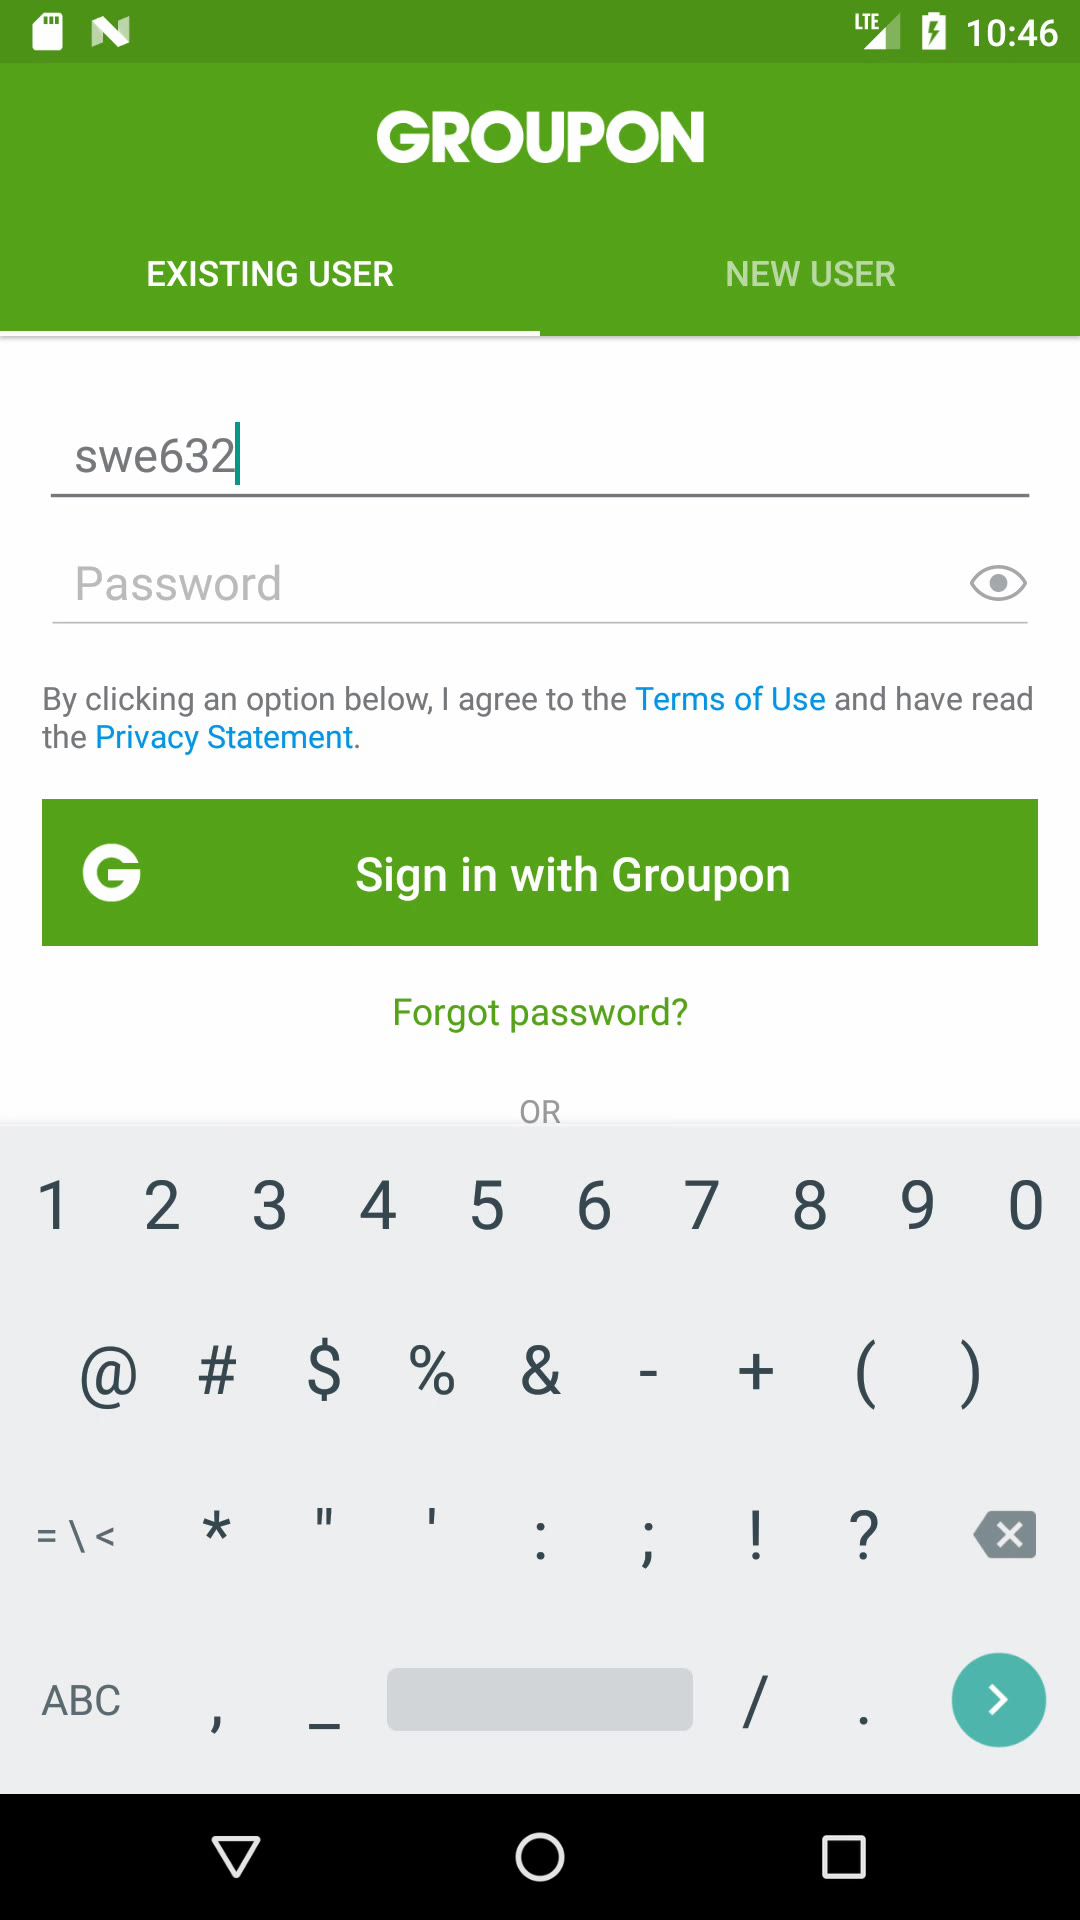 LTE 10:46
GROUPON
EXISTING USER NEW USER
swe632
Password
By clicking an option below, I agree to the Terms of Use and have read
the Privacy Statement.
G Sign in with Groupon
Forgot password?
OR
1 2 3 4 5 6 7 8 9 0
@ # $ % & - + ( )
= \ < * " ' : ; ! ?
ABC , _ / .